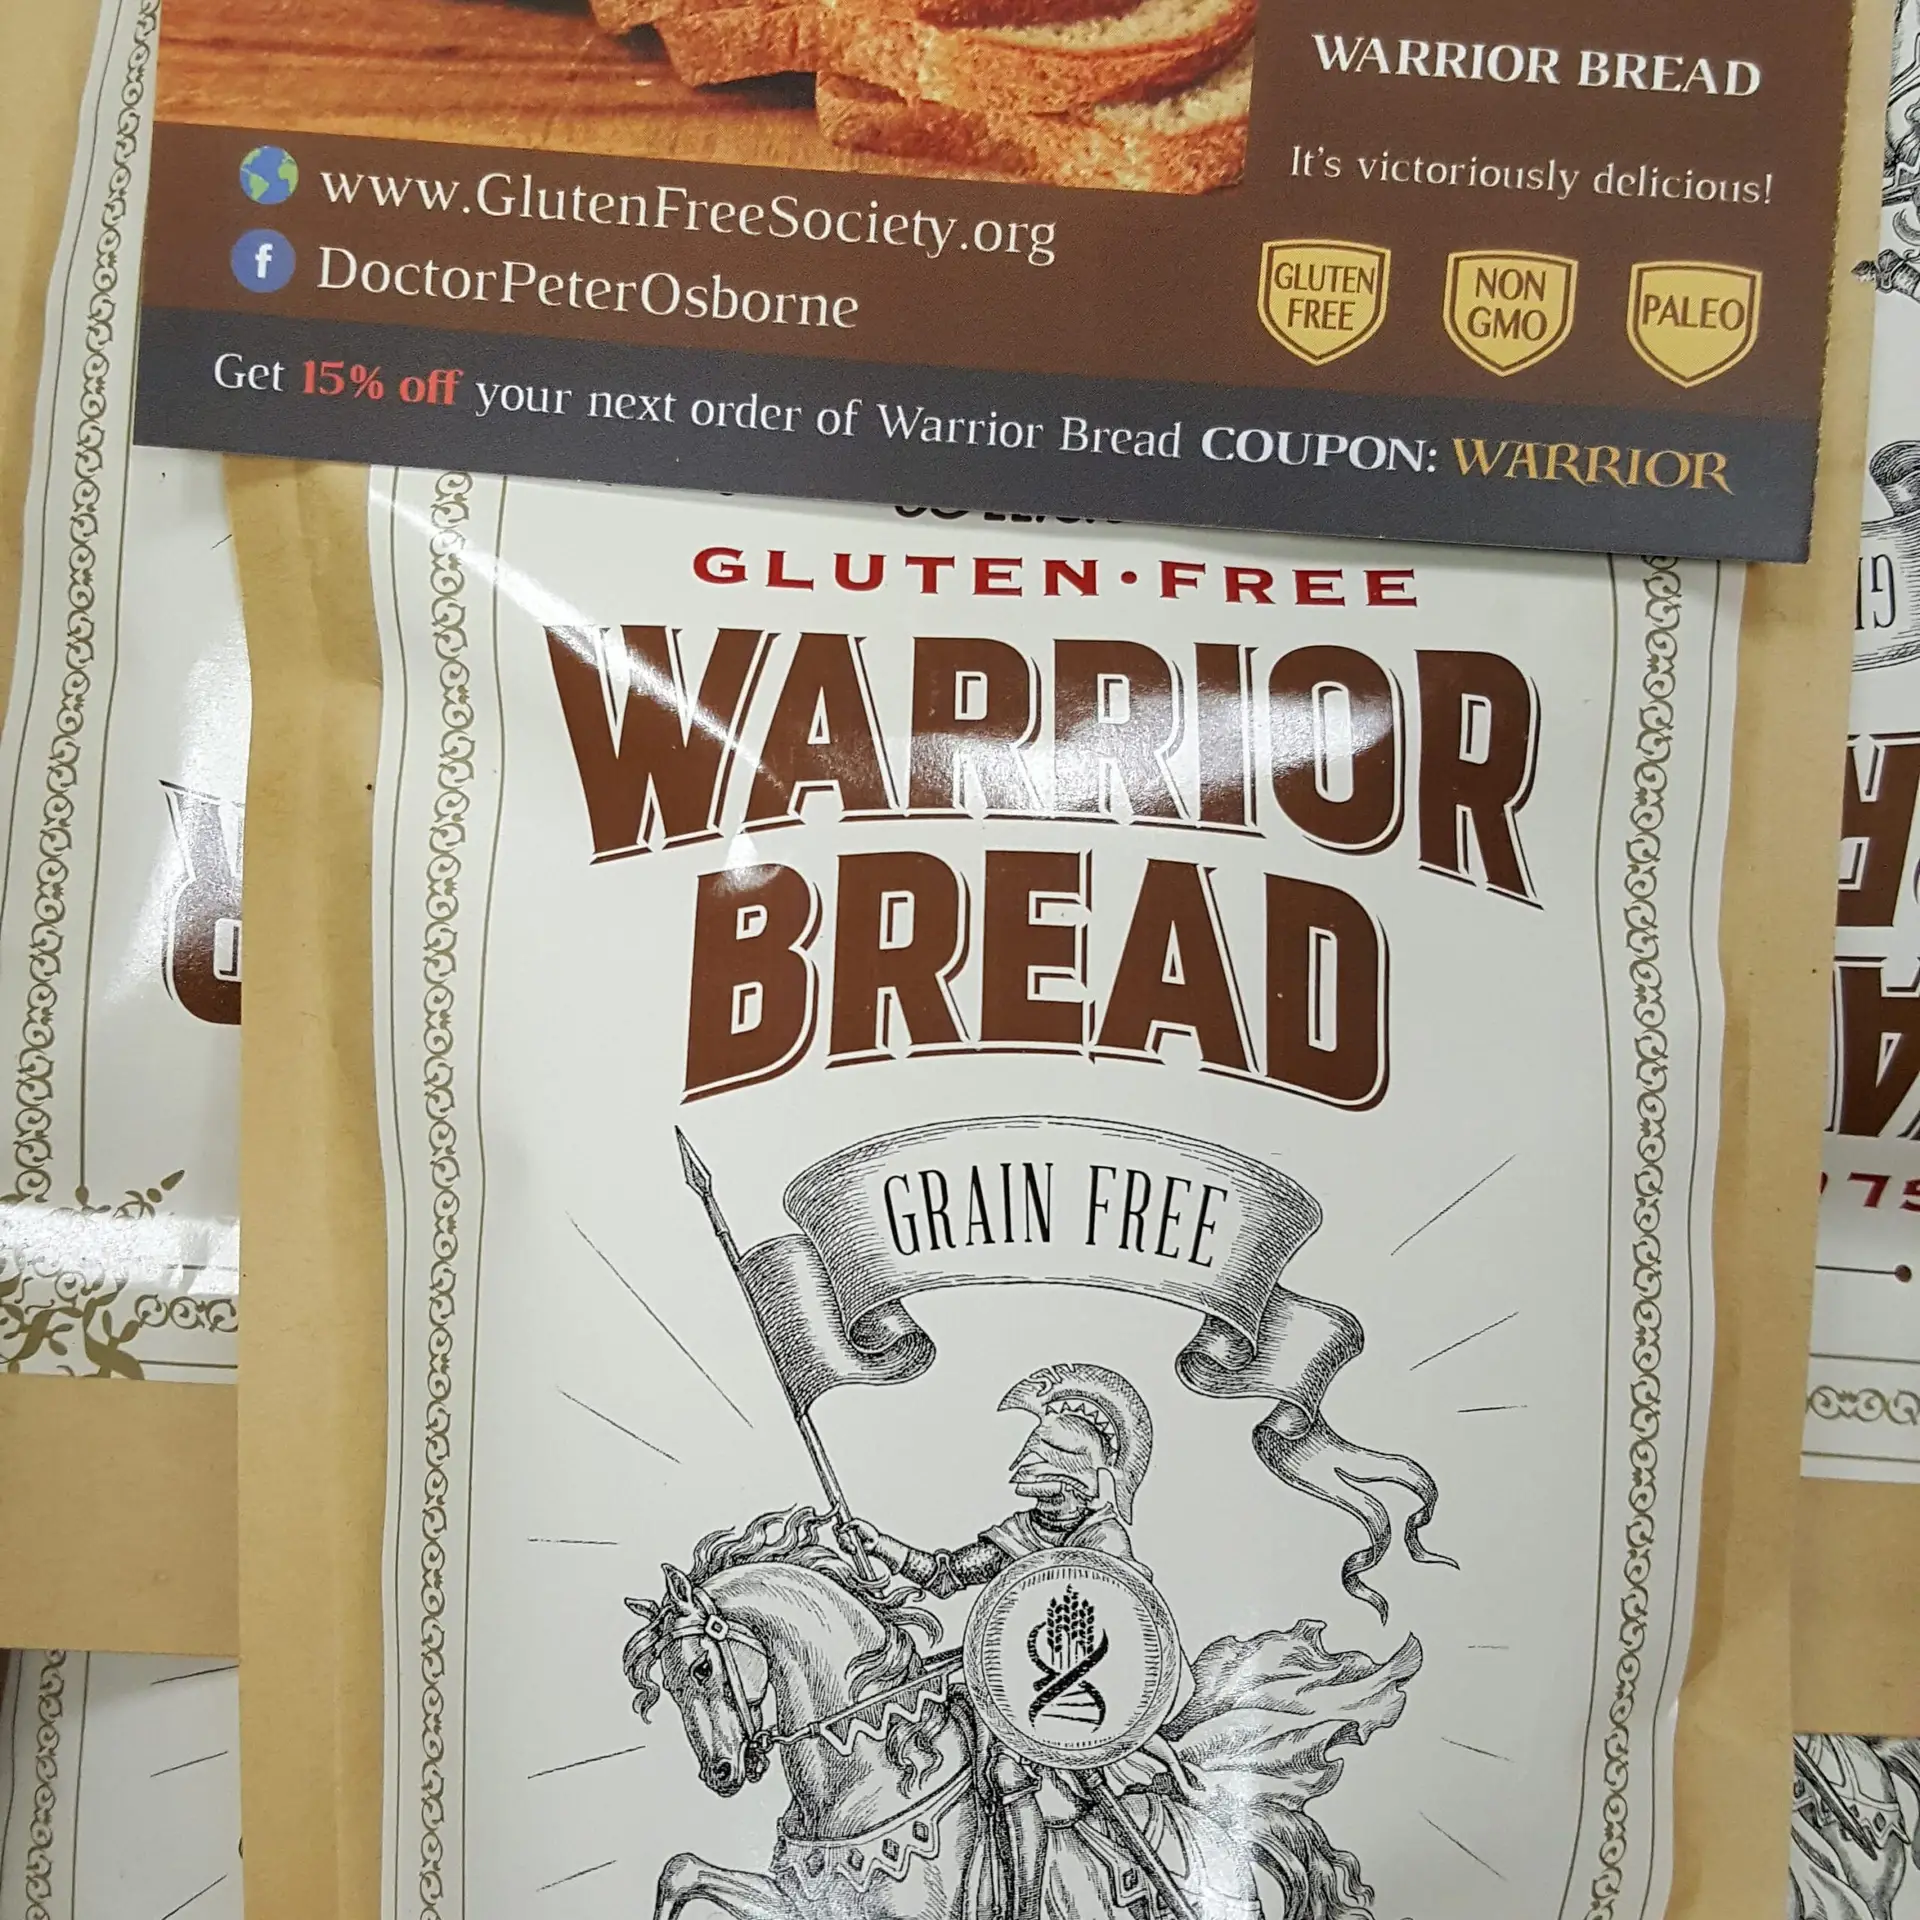 WARRIOR BREAD
It's victoriously delicious!
www.GlutenFreeSociety.org
DoctorPeterOsborne
GLUTEN
FREE
NON
GMO
PALEO
Get 15% off your next order of Warrior Bread COUPON: WARRIOR
GLUTEN•FREE
WARRIOR
BREAD
GRAIN FREE